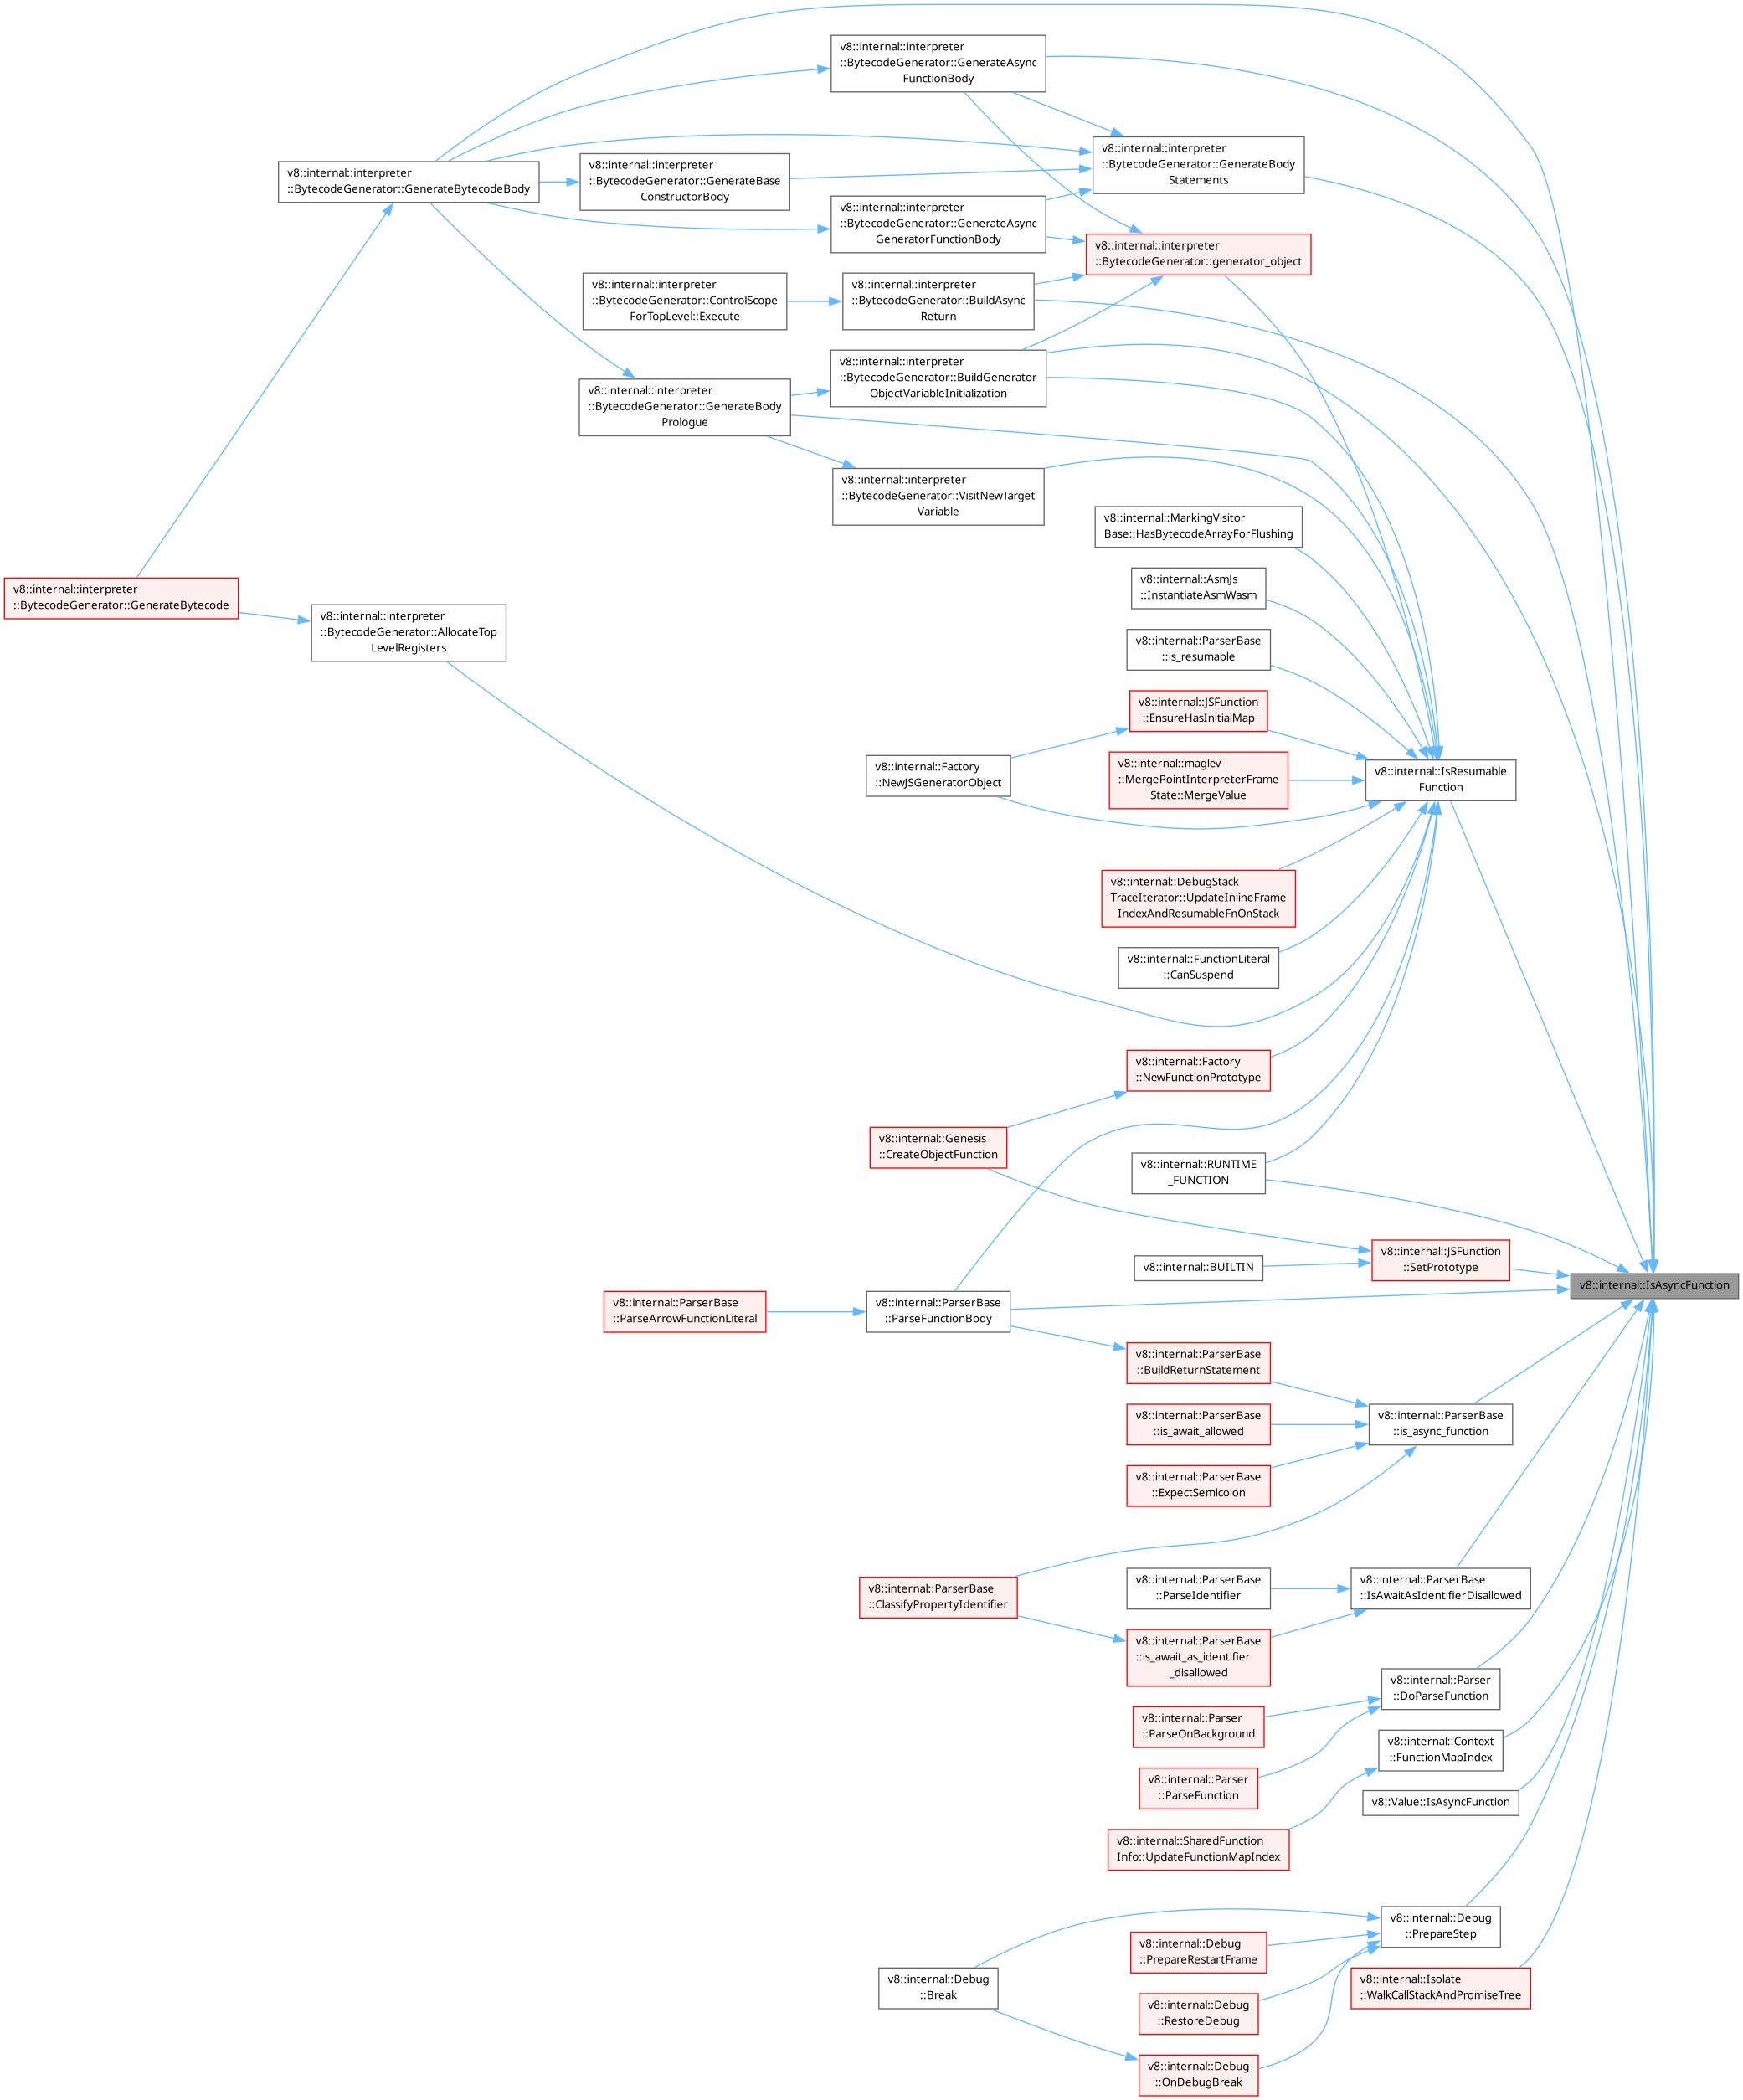 v8::internal::interpreter
::BytecodeGenerator::GenerateAsync
FunctionBody
v8::internal::interpreter
::BytecodeGenerator::GenerateBody
Statements
v8::internal::interpreter
::BytecodeGenerator::GenerateBytecodeBody
v8::internal::interpreter
::BytecodeGenerator::GenerateBase
ConstructorBody
v8::internal::interpreter
::BytecodeGenerator::GenerateAsync
GeneratorFunctionBody
v8::internal::interpreter
::BytecodeGenerator::generator_object
v8::internal::interpreter
::BytecodeGenerator::ControlScope
ForTopLevel::Execute
v8::internal::interpreter
::BytecodeGenerator::BuildAsync
Return
v8::internal::interpreter
::BytecodeGenerator::BuildGenerator
ObjectVariableInitialization
v8::internal::interpreter
::BytecodeGenerator::GenerateBody
Prologue
v8::internal::interpreter
::BytecodeGenerator::VisitNewTarget
Variable
v8::internal::MarkingVisitor
Base::HasBytecodeArrayForFlushing
v8::internal::interpreter
::BytecodeGenerator::GenerateBytecode
v8::internal::interpreter
::BytecodeGenerator::AllocateTop
LevelRegisters
v8::internal::AsmJs
::InstantiateAsmWasm
v8::internal::ParserBase
::is_resumable
v8::internal::JSFunction
::EnsureHasInitialMap
v8::internal::Factory
::NewJSGeneratorObject
v8::internal::maglev
::MergePointInterpreterFrame
State::MergeValue
v8::internal::IsResumable
Function
v8::internal::DebugStack
TraceIterator::UpdateInlineFrame
IndexAndResumableFnOnStack
v8::internal::FunctionLiteral
::CanSuspend
v8::internal::Factory
::NewFunctionPrototype
v8::internal::Genesis
::CreateObjectFunction
v8::internal::RUNTIME
_FUNCTION
v8::internal::BUILTIN
v8::internal::JSFunction
::SetPrototype
v8::internal::IsAsyncFunction
v8::internal::ParserBase
::ParseArrowFunctionLiteral
v8::internal::ParserBase
::ParseFunctionBody
v8::internal::ParserBase
::BuildReturnStatement
v8::internal::ParserBase
::is_await_allowed
v8::internal::ParserBase
::is_async_function
v8::internal::ParserBase
::ExpectSemicolon
v8::internal::ParserBase
::ClassifyPropertyIdentifier
v8::internal::ParserBase
::ParseIdentifier
v8::internal::ParserBase
::IsAwaitAsIdentifierDisallowed
v8::internal::ParserBase
::is_await_as_identifier
_disallowed
v8::internal::Parser
::DoParseFunction
v8::internal::Parser
::ParseOnBackground
v8::internal::Context
::FunctionMapIndex
v8::internal::Parser
::ParseFunction
v8::Value::IsAsyncFunction
v8::internal::SharedFunction
Info::UpdateFunctionMapIndex
v8::internal::Debug
::PrepareStep
v8::internal::Debug
::PrepareRestartFrame
v8::internal::Debug
::Break
v8::internal::Isolate
::WalkCallStackAndPromiseTree
v8::internal::Debug
::RestoreDebug
v8::internal::Debug
::OnDebugBreak